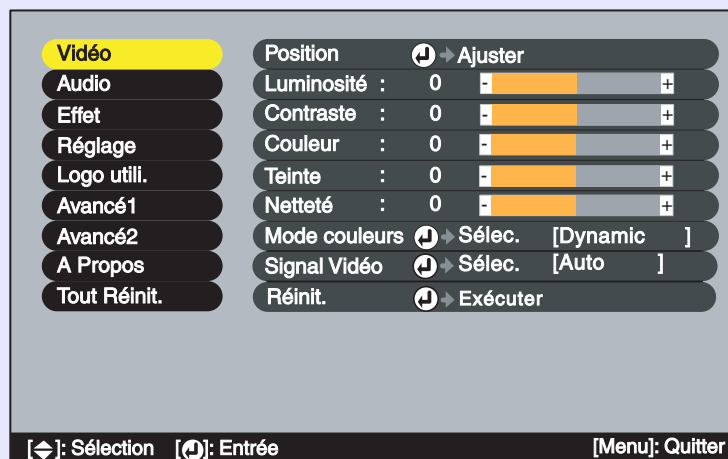 Vidéo
Audio
Effet
Réglage
Logo utili.
Avancé1
Avancé2
A Propos
Tout Réinit.
Position Ajuster
Luminosité : 0 - +
Contraste : 0 - +
Couleur : 0 - +
Teinte : 0 - +
Netteté : 0 - +
Mode couleurs Sélec. [Dynamic ]
Signal Vidéo Sélec. [Auto ]
Réinit. Exécuter
[ ]: Sélection [ ]: Entrée [Menu]: Quitter